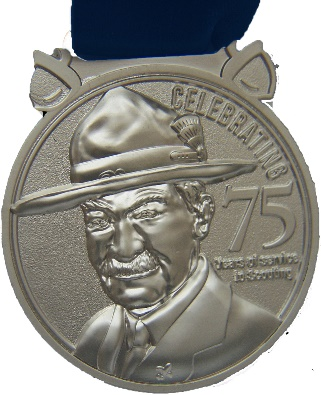 CELEBRATING
'75
Years of service
to Scouting